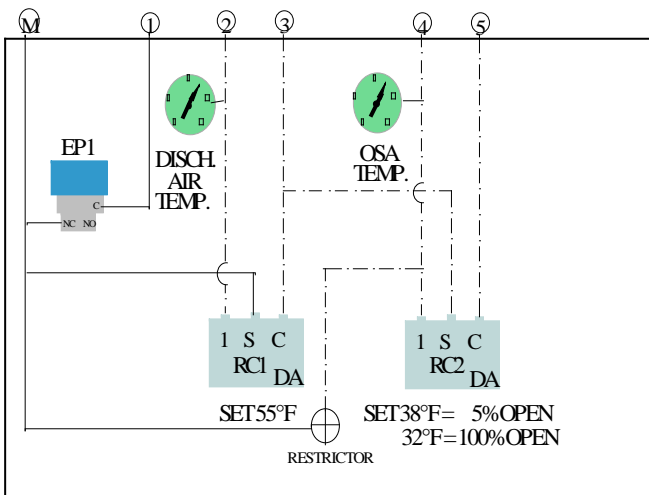 M 1 2 3 4 5
EP1
C
NC NO
DISCH.
AIR
TEMP.
OSA
TEMP.
1 S C
RC1
DA
1 S C
RC2
DA
SET55°F
SET38°F= 5%OPEN
32°F=100%OPEN
RESTRICTOR